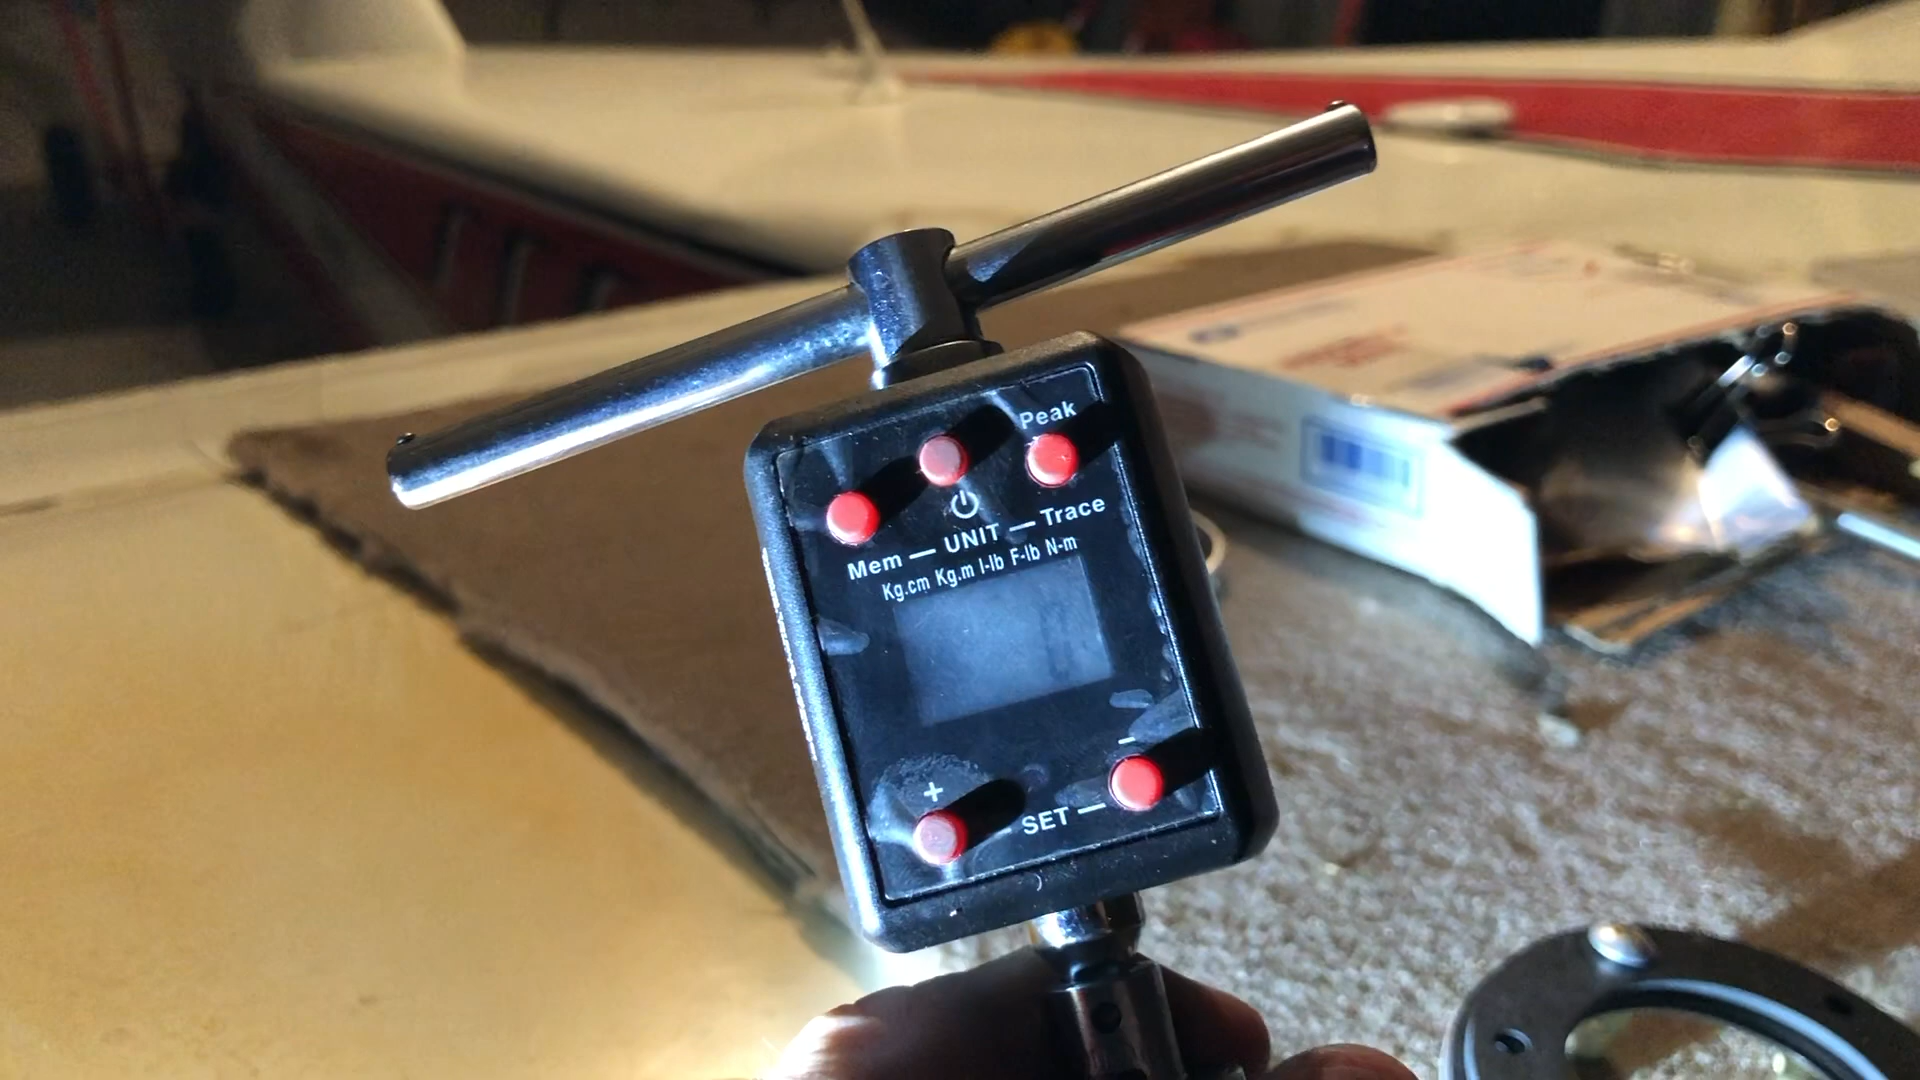 Peak
Mem — UNIT — Trace
Kg.cm Kg.m I-lb F-lb N-m
+
−
SET —